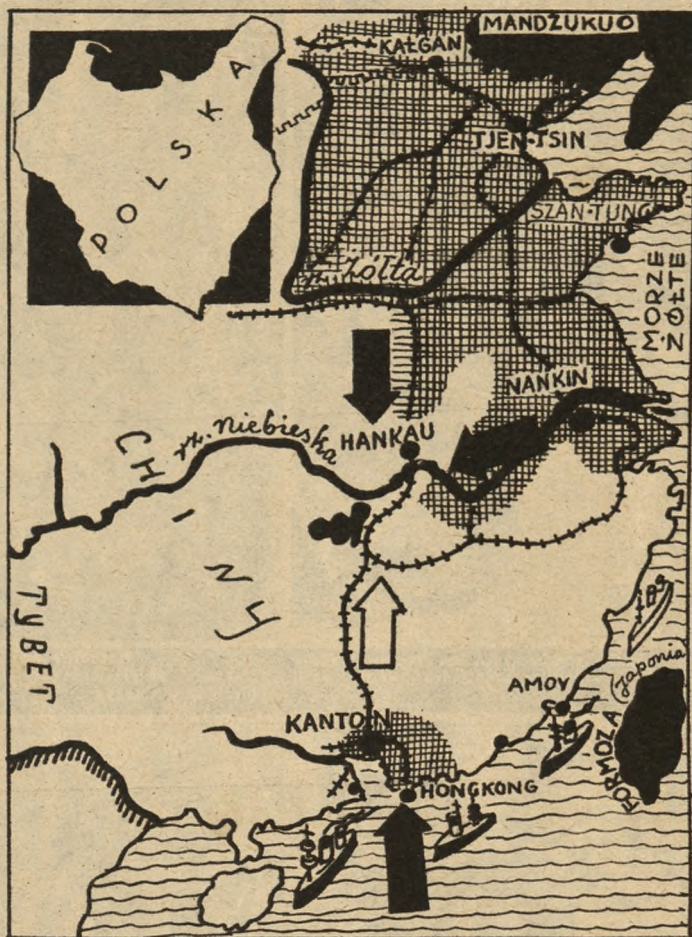 MANDŻUKUO
KAŁGAN
POLSKA
TJEN-TSIN
SZAN-TUNG
rz. Żółta
MORZE
ŻÓŁTE
NANKIN
rz. Niebieska
HANKAU
CHINY
TYBET
AMOY
(Japonia)
FORMOZA
KANTON
HONGKONG